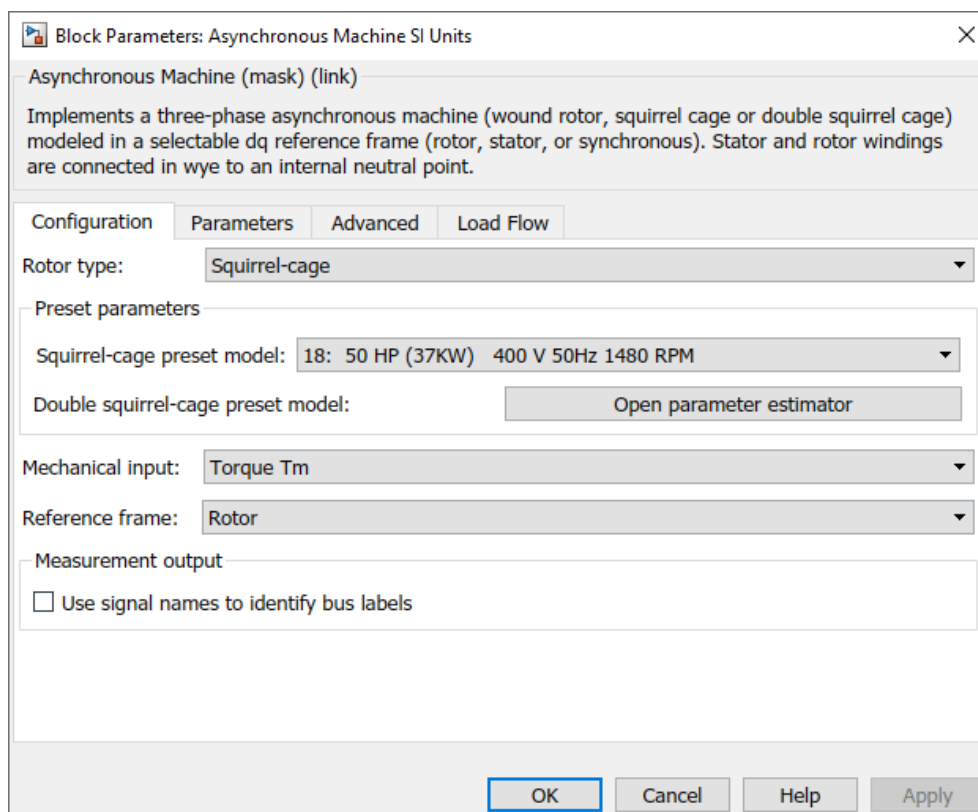 Block Parameters: Asynchronous Machine SI Units
Asynchronous Machine (mask) (link)
Implements a three-phase asynchronous machine (wound rotor, squirrel cage or double squirrel cage)
modeled in a selectable dq reference frame (rotor, stator, or synchronous). Stator and rotor windings
are connected in wye to an internal neutral point.
Configuration Parameters Advanced Load Flow
Rotor type: Squirrel-cage
Preset parameters
Squirrel-cage preset model: 18: 50 HP (37KW) 400 V 50Hz 1480 RPM
Double squirrel-cage preset model: Open parameter estimator
Mechanical input: Torque Tm
Reference frame: Rotor
Measurement output
Use signal names to identify bus labels
OK Cancel Help Apply